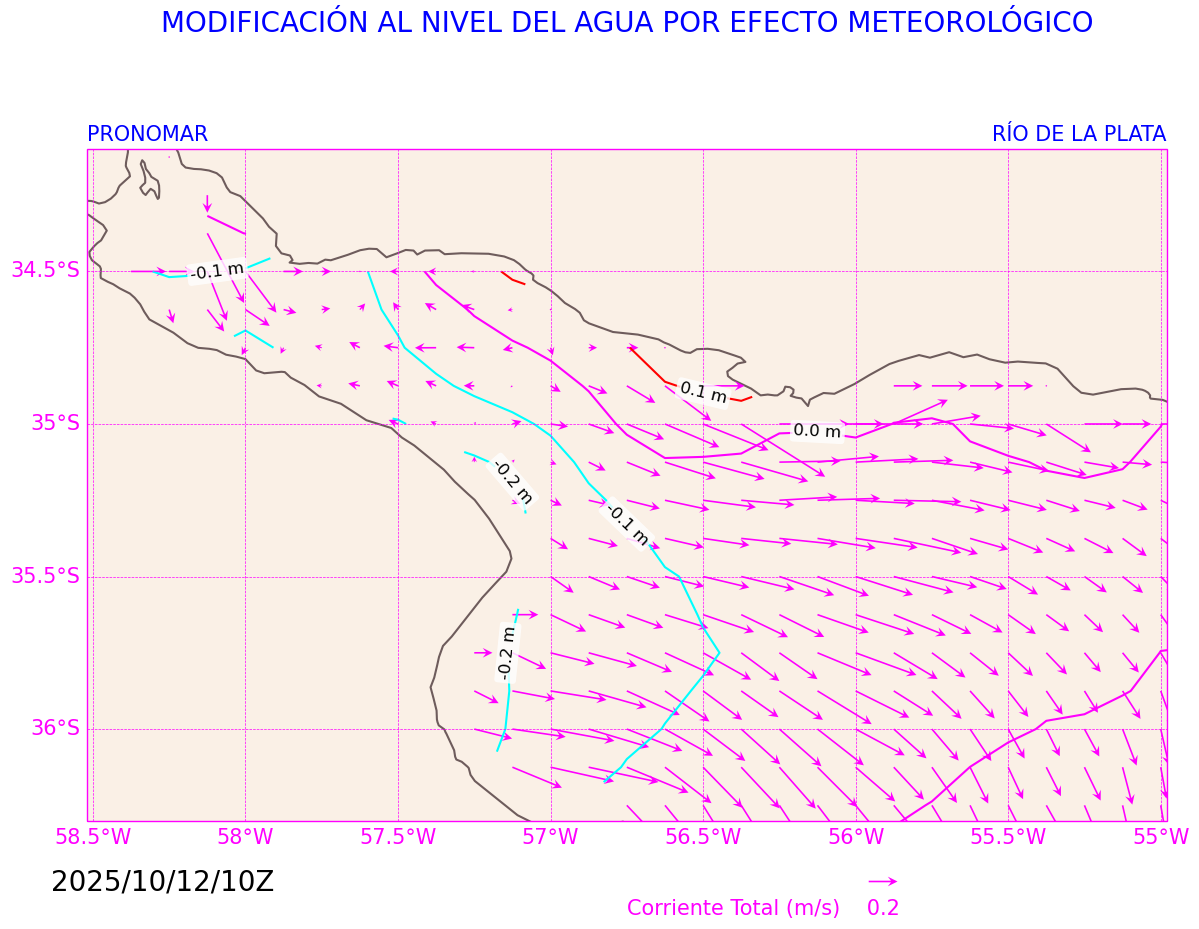 MODIFICACIÓN AL NIVEL DEL AGUA POR EFECTO METEOROLÓGICO
PRONOMAR RÍO DE LA PLATA
34.5°S
-0.1 m
0.1 m
35°S
0.0 m
-0.2 m
-0.1 m
35.5°S
-0.2 m
36°S
58.5°W 58°W 57.5°W 57°W 56.5°W 56°W 55.5°W 55°W
2025/10/12/10Z
Corriente Total (m/s) 0.2